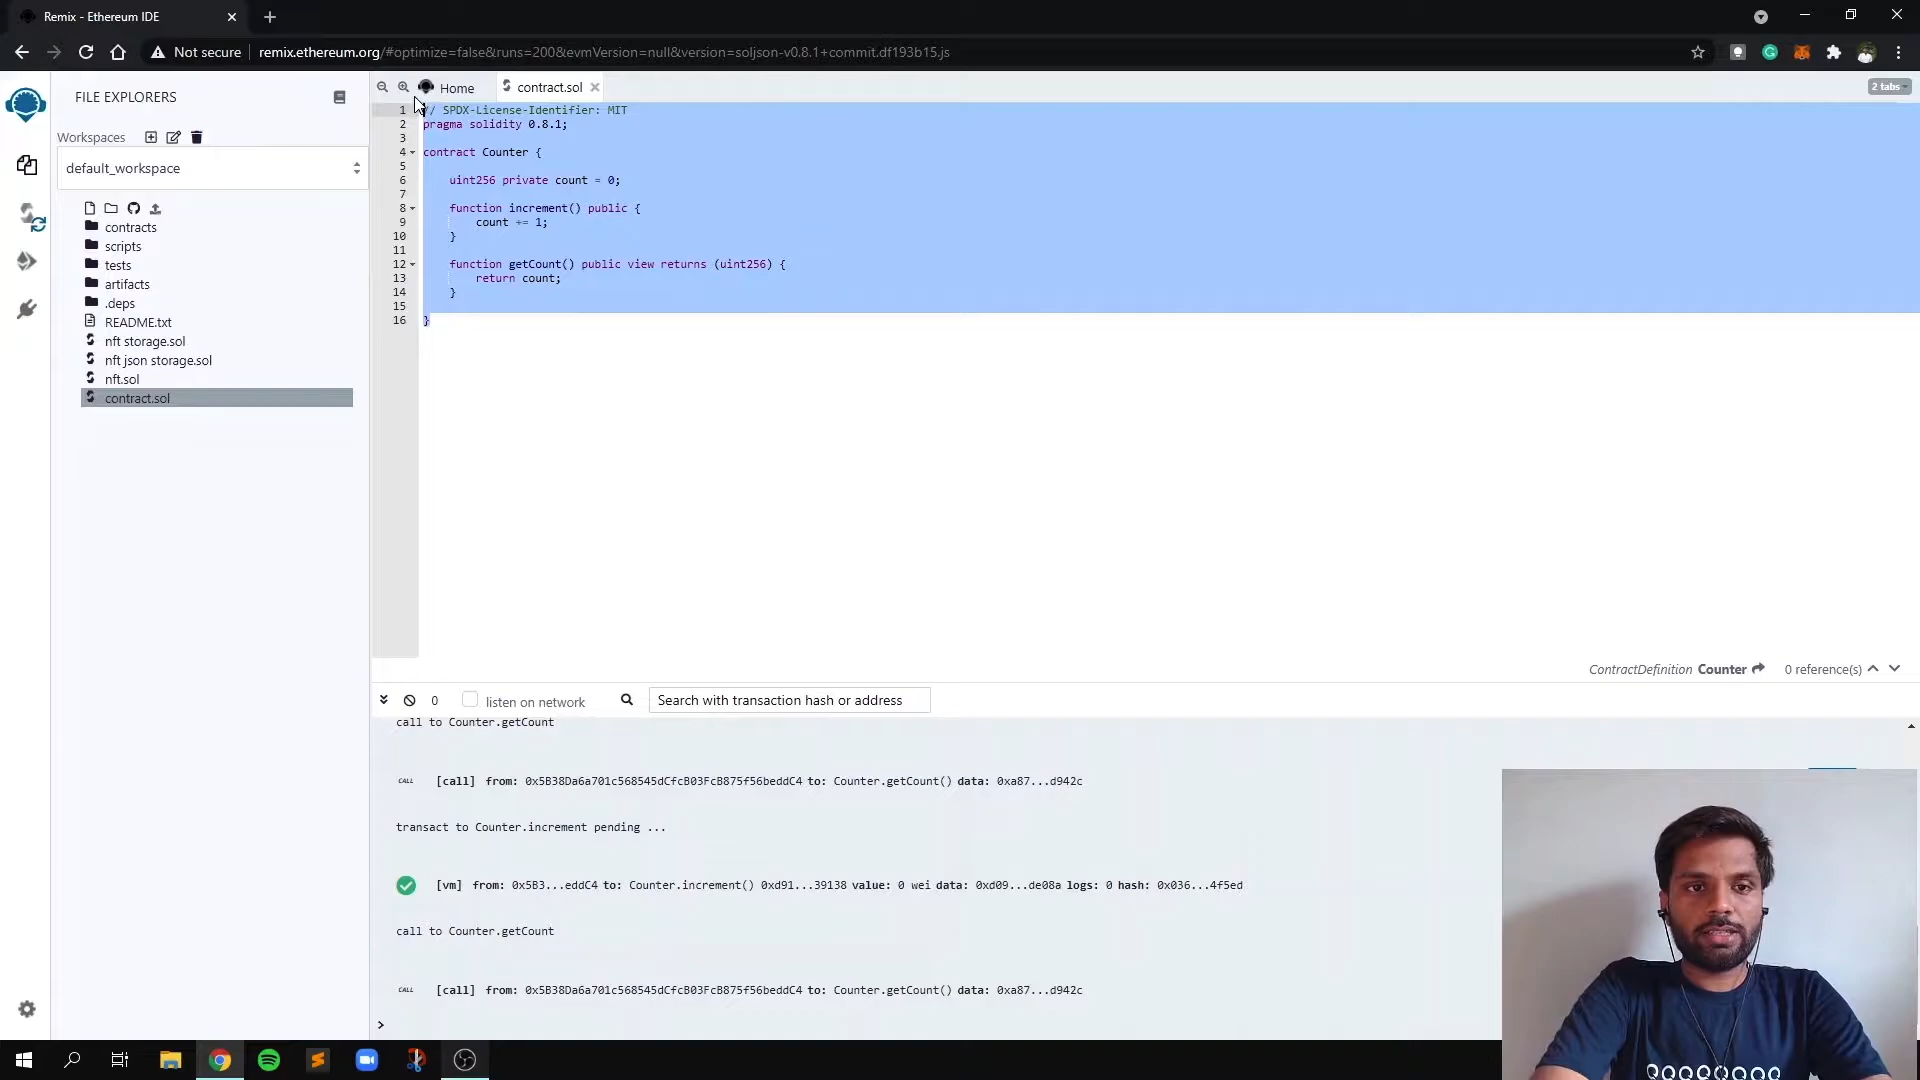 Remix - Ethereum IDE
Not secure
remix.ethereum.org/#optimize=false&runs=200&evmVersion=null&version=soljson-v0.8.1+commit.df193b15.js
FILE EXPLORERS
Workspaces
default_workspace
contracts
scripts
tests
artifacts
.deps
README.txt
nft storage.sol
nft json storage.sol
nft.sol
contract.sol
Home
contract.sol
2 tabs
1 // SPDX-License-Identifier: MIT
2 pragma solidity 0.8.1;
3
4 contract Counter {
5
6 uint256 private count = 0;
7
8 function increment() public {
9 count += 1;
10 }
11
12 function getCount() public view returns (uint256) {
13 return count;
14 }
15
16 }
ContractDefinition Counter 0 reference(s)
0 listen on network Search with transaction hash or address
call to Counter.getCount
CALL [call] from: 0x5B38Da6a701c568545dCfcB03FcB875f56beddC4 to: Counter.getCount() data: 0xa87...d942c
transact to Counter.increment pending ...
[vm] from: 0x5B3...eddC4 to: Counter.increment() 0xd91...39138 value: 0 wei data: 0xd09...de08a logs: 0 hash: 0x036...4f5ed
call to Counter.getCount
CALL [call] from: 0x5B38Da6a701c568545dCfcB03FcB875f56beddC4 to: Counter.getCount() data: 0xa87...d942c
>